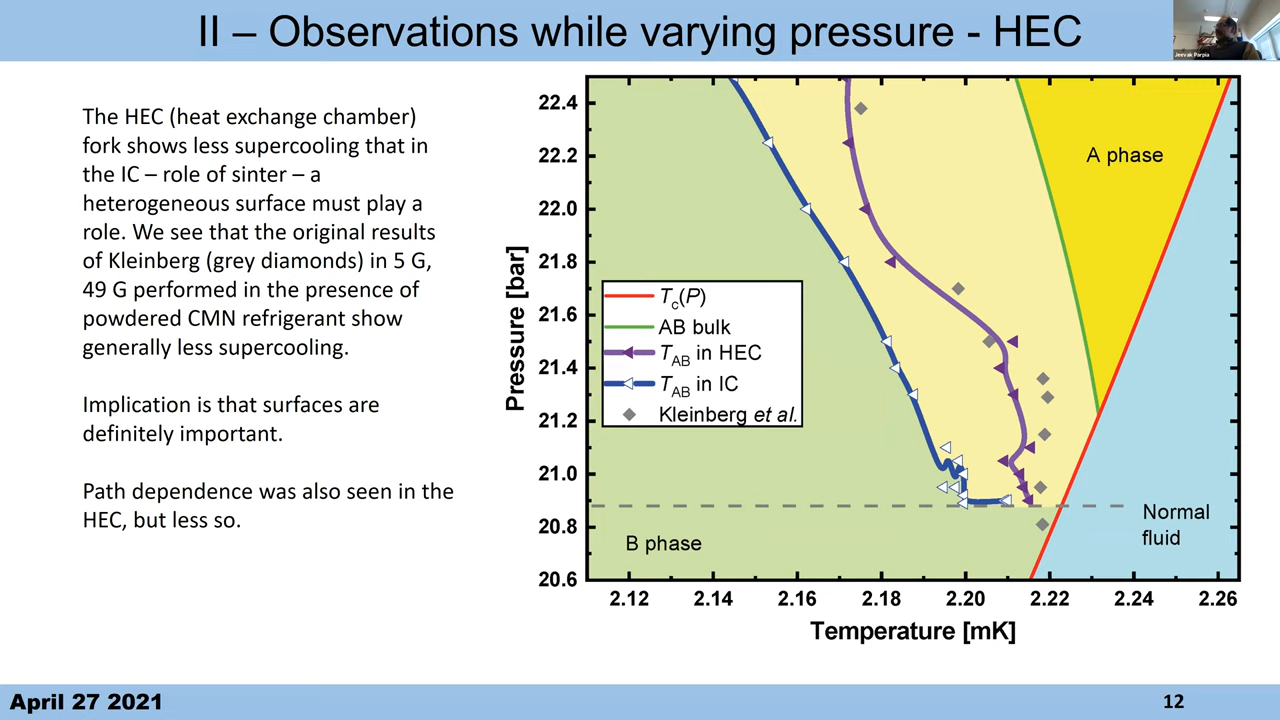 II – Observations while varying pressure - HEC
Jeevak Parpia
The HEC (heat exchange chamber)
fork shows less supercooling that in
the IC – role of sinter – a
heterogeneous surface must play a
role. We see that the original results
of Kleinberg (grey diamonds) in 5 G,
49 G performed in the presence of
powdered CMN refrigerant show
generally less supercooling.
Implication is that surfaces are
definitely important.
Path dependence was also seen in the
HEC, but less so.
Pressure [bar]
22.4
22.2
22.0
21.8
21.6
21.4
21.2
21.0
20.8
20.6
A phase
Tc(P)
AB bulk
TAB in HEC
TAB in IC
Kleinberg et al.
B phase
Normal
fluid
2.12 2.14 2.16 2.18 2.20 2.22 2.24 2.26
Temperature [mK]
April 27 2021
12